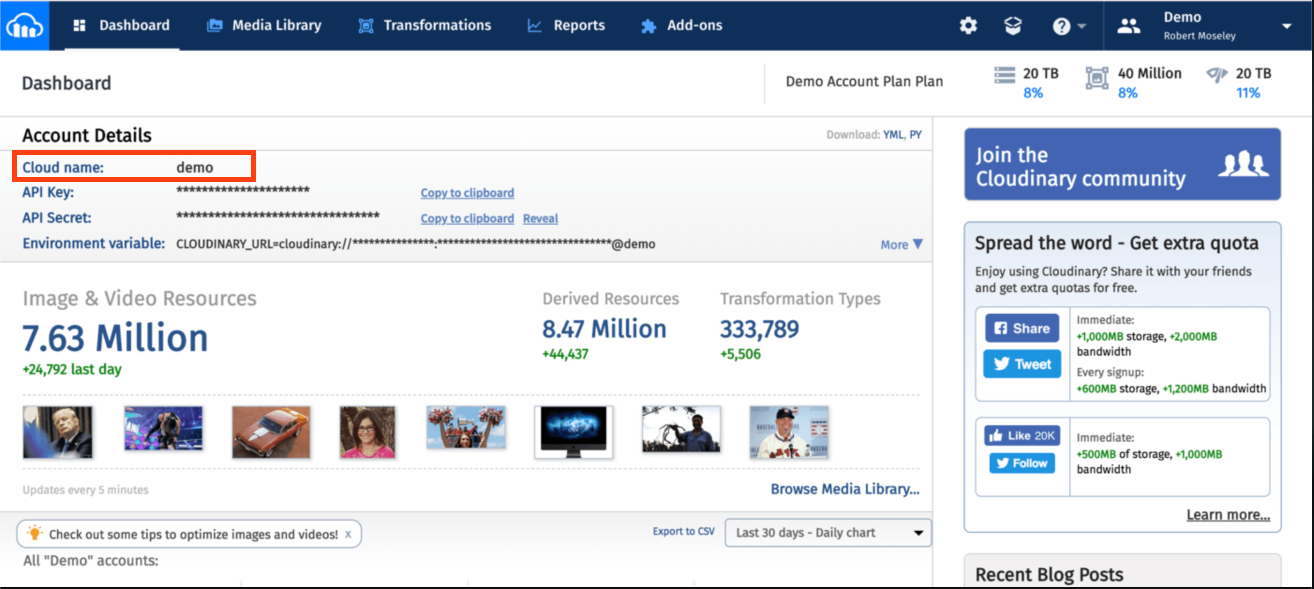 Dashboard
Media Library
Transformations
Reports
Add-ons
Demo
Robert Moseley
Dashboard
Demo Account Plan Plan
20 TB
8%
40 Million
8%
20 TB
11%
Account Details
Download: YML, PY
Cloud name: demo
API Key: ********************* Copy to clipboard
API Secret: ******************************** Copy to clipboard Reveal
Environment variable: CLOUDINARY_URL=cloudinary://***************:********************************@demo
More
Image & Video Resources
7.63 Million
+24,792 last day
Derived Resources
8.47 Million
+44,437
Transformation Types
333,789
+5,506
Updates every 5 minutes
Browse Media Library...
Check out some tips to optimize images and videos! x
Export to CSV
Last 30 days - Daily chart
All "Demo" accounts:
Join the
Cloudinary community
Spread the word - Get extra quota
Enjoy using Cloudinary? Share it with your friends
and get extra quotas for free.
Share
Tweet
Immediate:
+1,000MB storage, +2,000MB
bandwidth
Every signup:
+600MB storage, +1,200MB bandwidth
Like 20K
Follow
Immediate:
+500MB of storage, +1,000MB
bandwidth
Learn more...
Recent Blog Posts